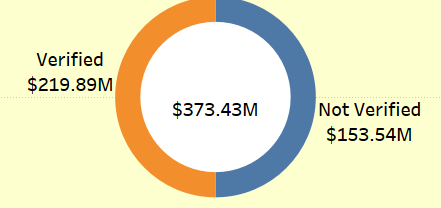 Verified
$219.89M
$373.43M
Not Verified
$153.54M